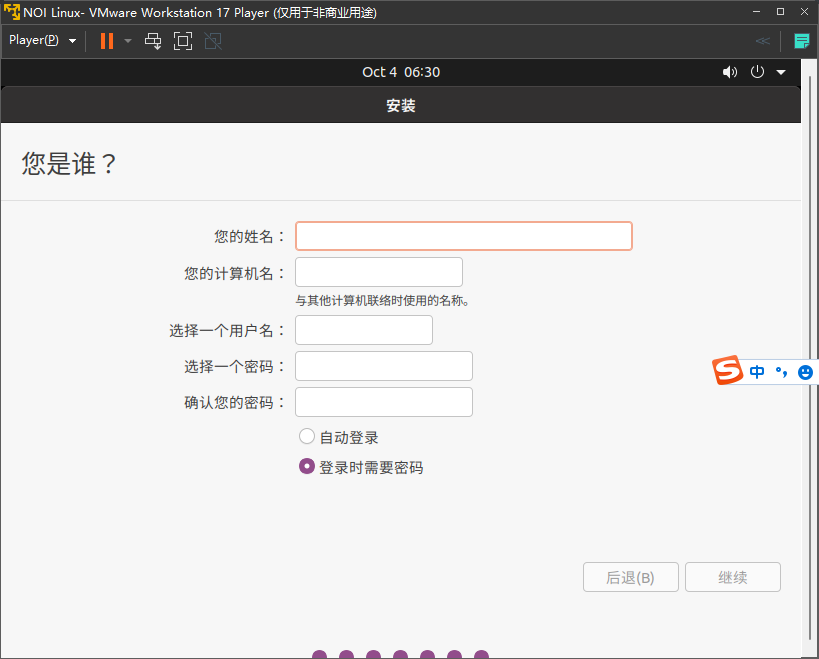 NOI Linux- VMware Workstation 17 Player (仅用于非商业用途)
Player(P)
Oct 4 06:30
安装
您是谁？
您的姓名：
您的计算机名：
与其他计算机联络时使用的名称。
选择一个用户名：
选择一个密码：
确认您的密码：
自动登录
登录时需要密码
S 中 °，
后退(B) 继续